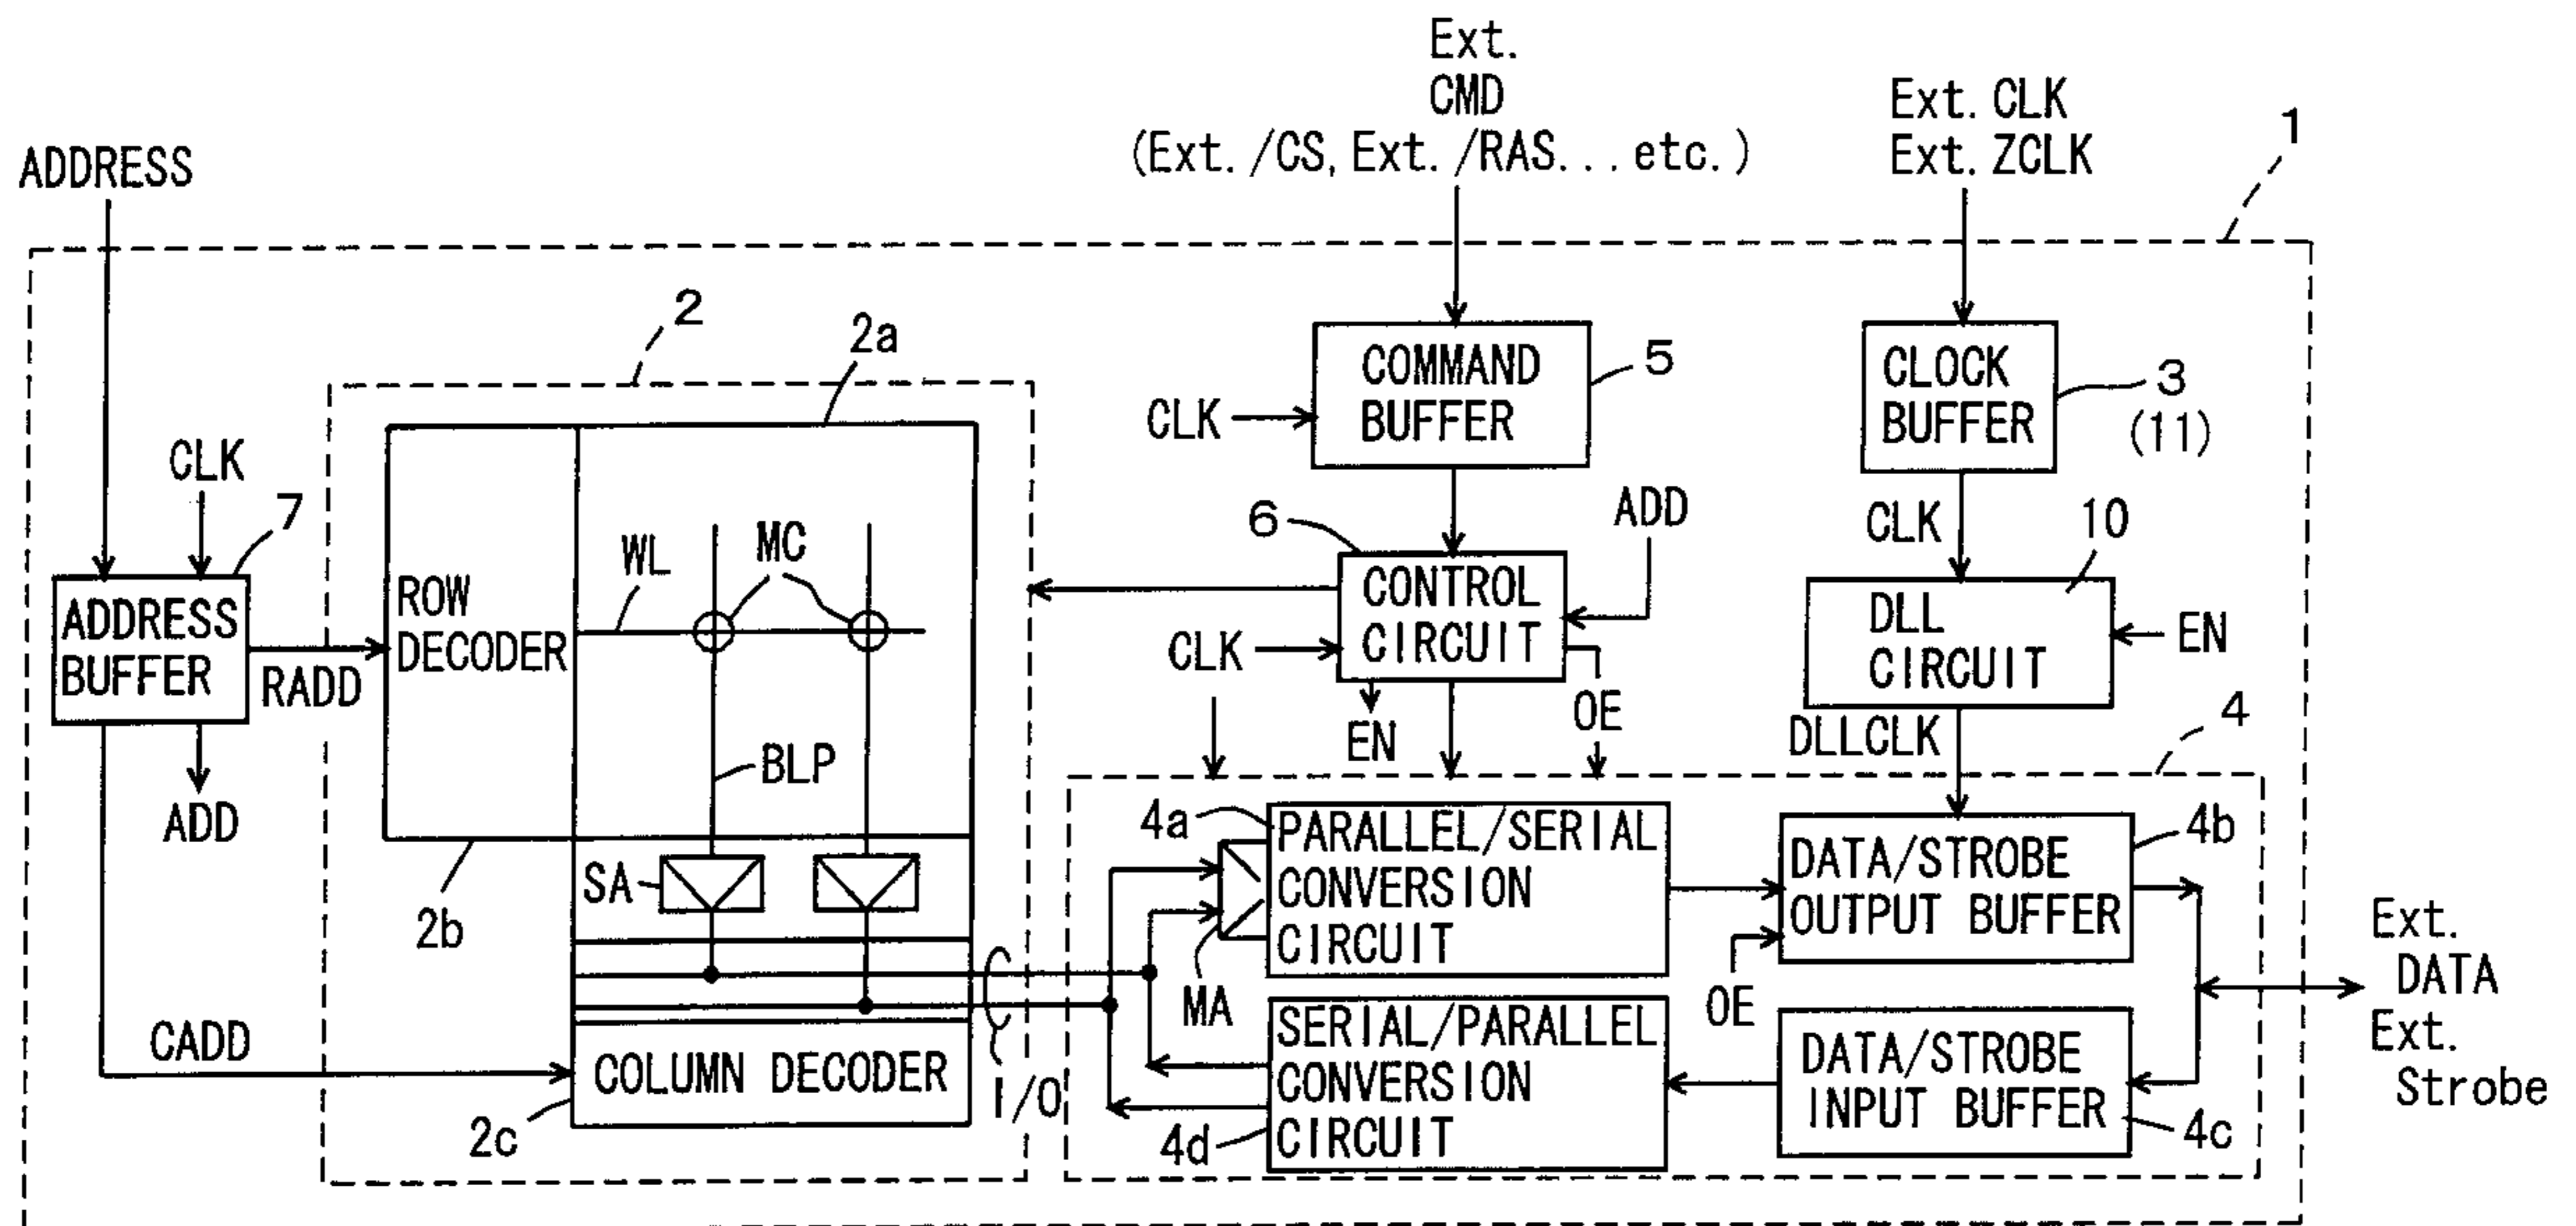 Ext.
CMD
(Ext. /CS, Ext. /RAS... etc.)
Ext. CLK
Ext. ZCLK
1
ADDRESS
2
2a
COMMAND
BUFFER
5
CLOCK
BUFFER
3
(11)
CLK
CLK
7
WL
MC
6
ADD
CLK
10
ADDRESS
BUFFER
RADD
ROW
DECODER
CONTROL
CIRCUIT
CLK
EN
OE
DLL
CIRCUIT
EN
DLLCLK
4
ADD
BLP
SA
2b
4a
PARALLEL/SERIAL
CONVERSION
CIRCUIT
MA
DATA/STROBE
OUTPUT BUFFER
4b
OE
Ext.
DATA
Ext.
Strobe
CADD
COLUMN DECODER
2c
I/O
SERIAL/PARALLEL
CONVERSION
CIRCUIT
4d
DATA/STROBE
INPUT BUFFER
4c